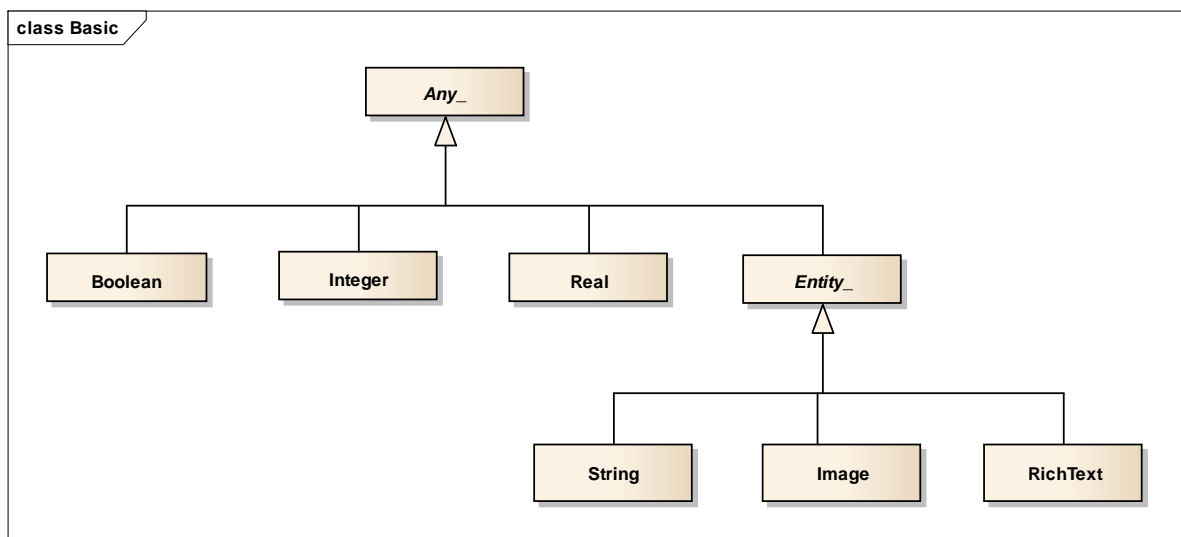 class Basic
Any_
Boolean
Integer
Real
Entity_
String
Image
RichText